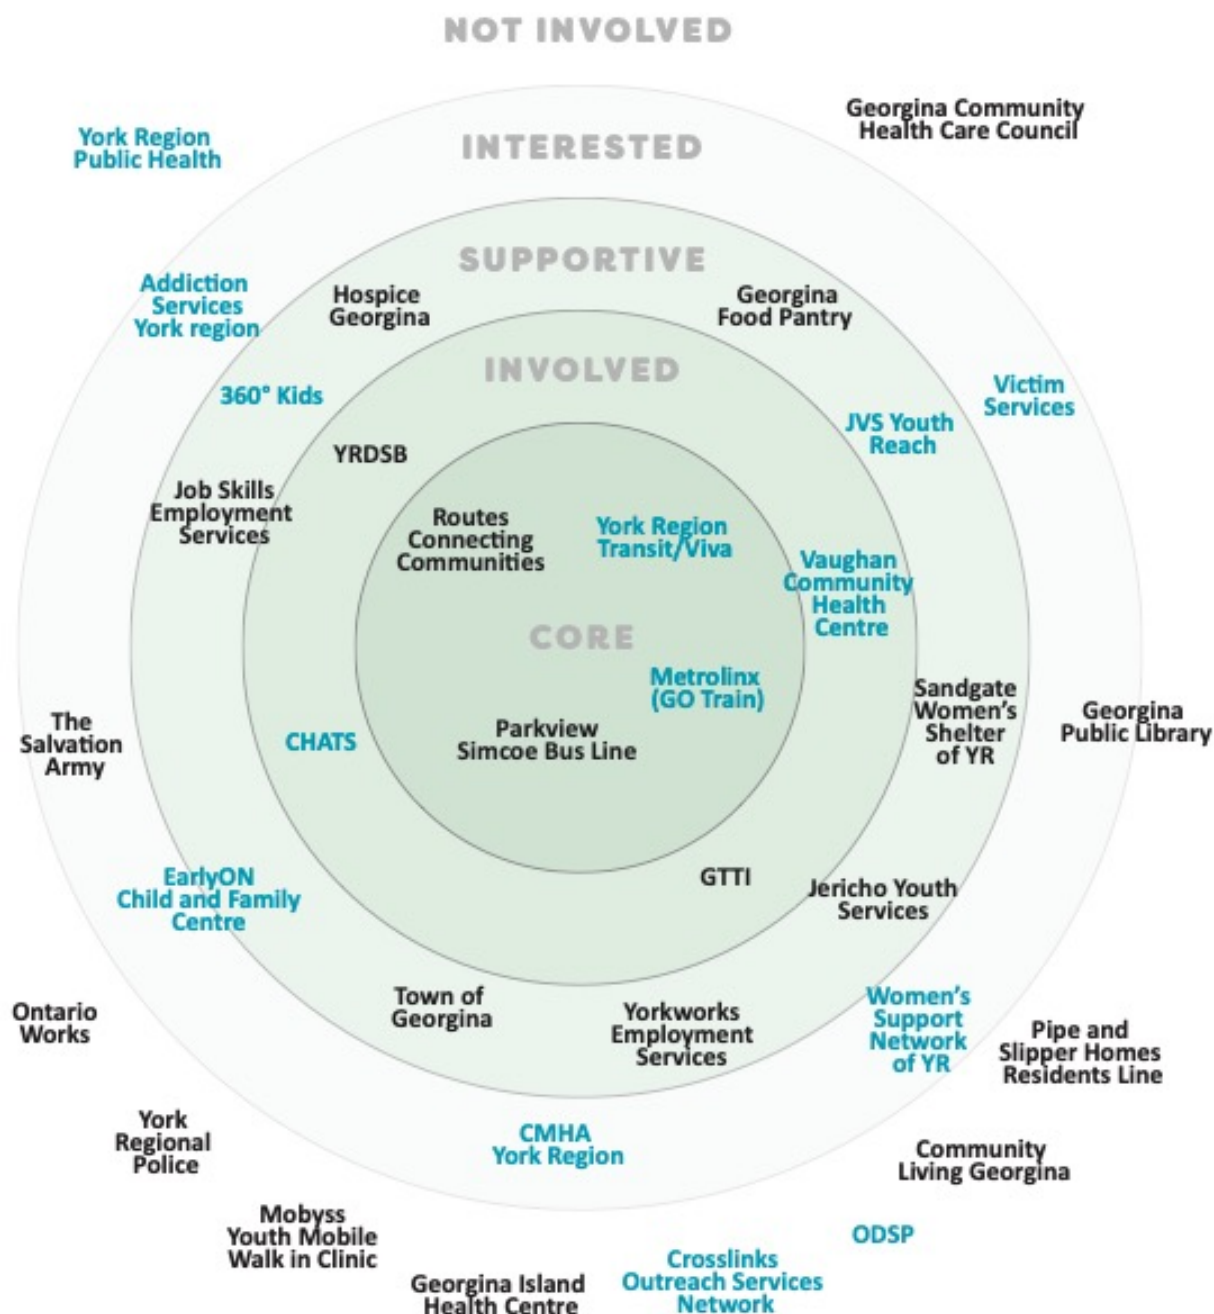 NOT INVOLVED
Georgina Community
Health Care Council
York Region
Public Health
INTERESTED
SUPPORTIVE
Addiction
Services
York region
Hospice
Georgina
Georgina
Food Pantry
INVOLVED
360° Kids
Victim
Services
JVS Youth
Reach
YRDSB
Job Skills
Employment
Services
Routes
Connecting
Communities
York Region
Transit/Viva
Vaughan
Community
Health
Centre
CORE
Metrolinx
(GO Train)
Parkview
Simcoe Bus Line
Sandgate
Women's
Shelter
of YR
Georgina
Public Library
The
Salvation
Army
CHATS
EarlyON
Child and Family
Centre
GTTI
Jericho Youth
Services
Town of
Georgina
Yorkworks
Employment
Services
Women's
Support
Network
of YR
Ontario
Works
Pipe and
Slipper Homes
Residents Line
York
Regional
Police
CMHA
York Region
Community
Living Georgina
Mobyss
Youth Mobile
Walk in Clinic
ODSP
Georgina Island
Health Centre
Crosslinks
Outreach Services
Network